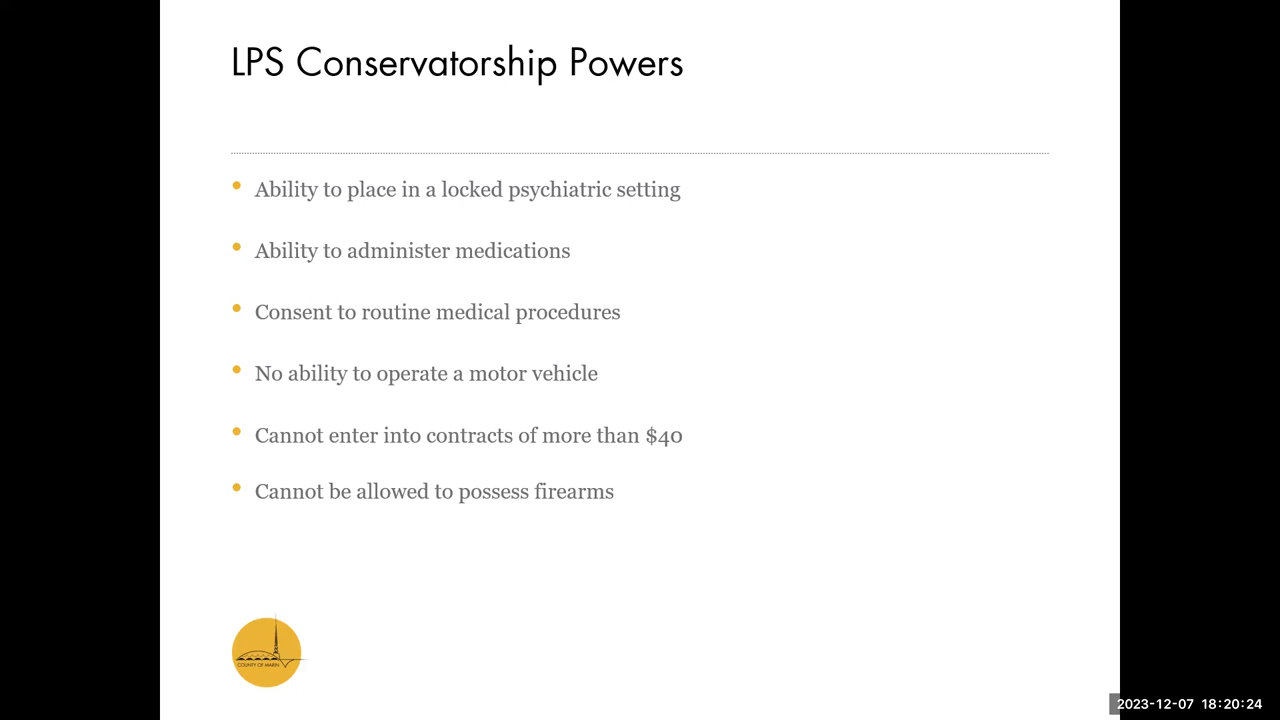 LPS Conservatorship Powers
Ability to place in a locked psychiatric setting
Ability to administer medications
Consent to routine medical procedures
No ability to operate a motor vehicle
Cannot enter into contracts of more than $40
Cannot be allowed to possess firearms
COUNTY OF MARIN
2023-12-07 18:20:24